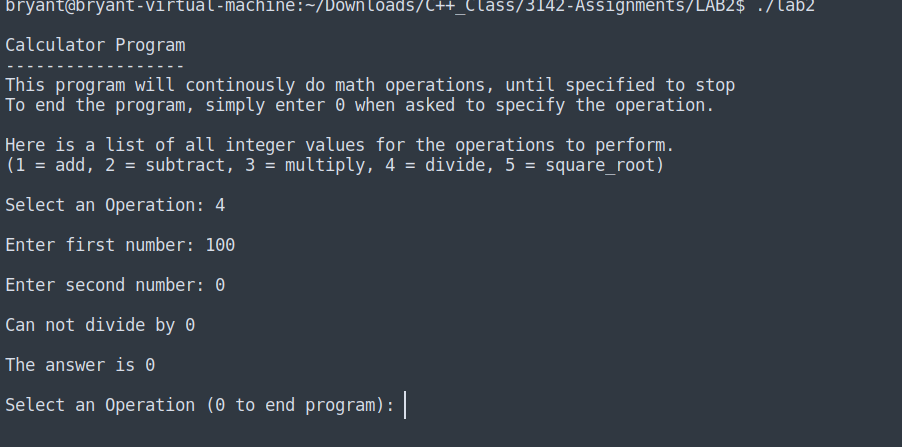 bryant@bryant-virtual-machine:~/Downloads/C++_Class/3142-Assignments/LAB2$ ./lab2
Calculator Program
------------------
This program will continously do math operations, until specified to stop
To end the program, simply enter 0 when asked to specify the operation.
Here is a list of all integer values for the operations to perform.
(1 = add, 2 = subtract, 3 = multiply, 4 = divide, 5 = square_root)
Select an Operation: 4
Enter first number: 100
Enter second number: 0
Can not divide by 0
The answer is 0
Select an Operation (0 to end program):